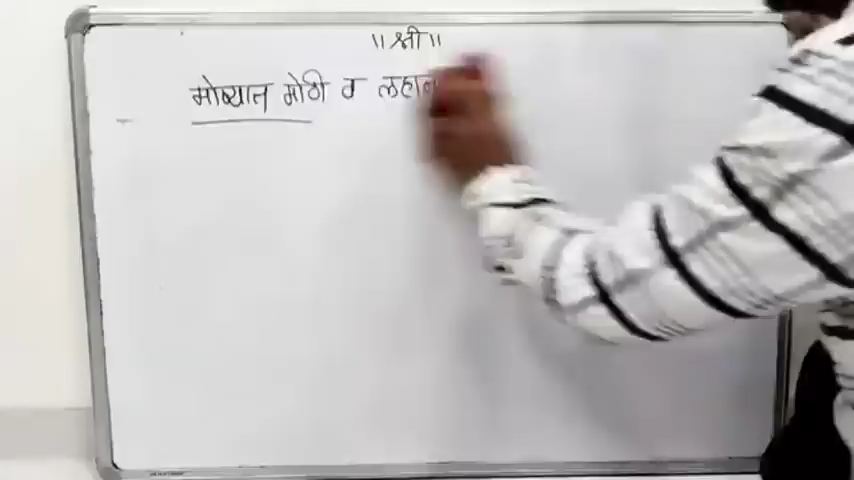 ॥ श्री ॥
मोठ्यात मोठी व लहान